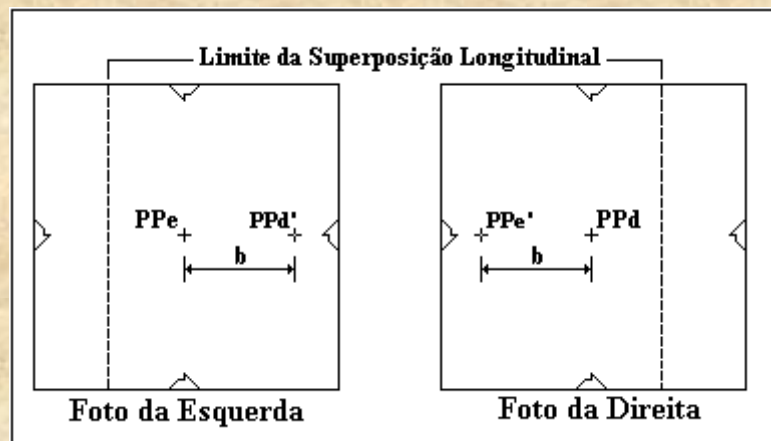 Limite da Superposição Longitudinal
PPe PPd' PPe' PPd
b b
Foto da Esquerda Foto da Direita